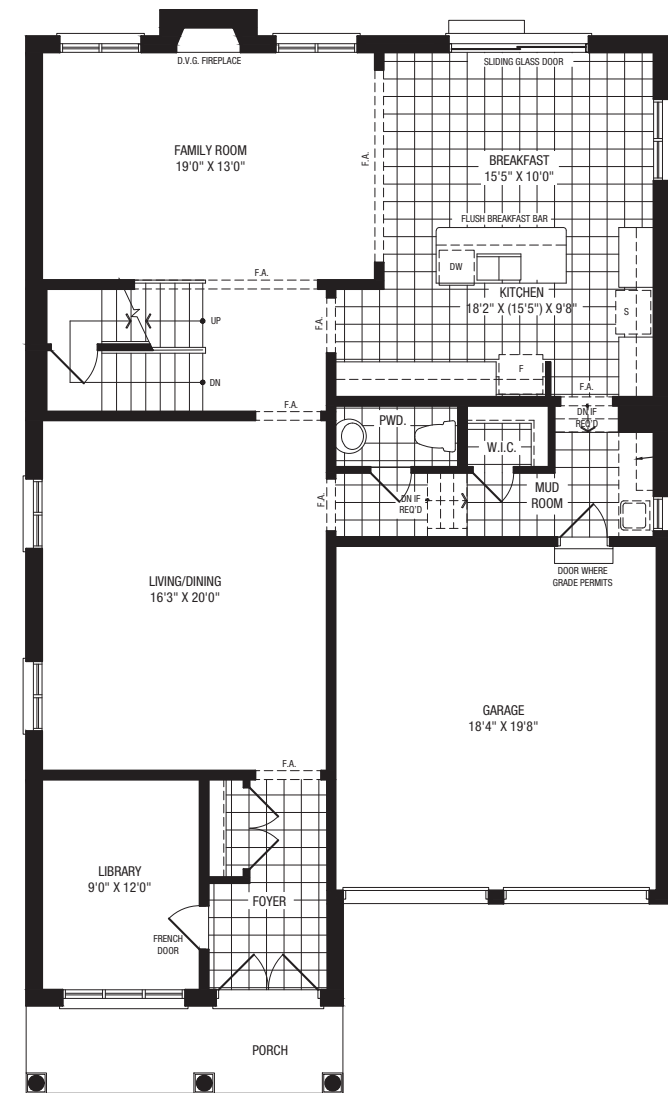 D.V.G. FIREPLACE
SLIDING GLASS DOOR
FAMILY ROOM
19'0" X 13'0"
F.A.
BREAKFAST
15'5" X 10'0"
FLUSH BREAKFAST BAR
DW
F.A.
KITCHEN
18'2" X (15'5") X 9'8"
S
UP
F.A.
DN
F
F.A.
F.A.
DN IF
REQ'D
PWD.
W.I.C.
F.A.
DN IF
REQ'D
MUD
ROOM
DOOR WHERE
GRADE PERMITS
LIVING/DINING
16'3" X 20'0"
GARAGE
18'4" X 19'8"
F.A.
LIBRARY
9'0" X 12'0"
FOYER
FRENCH
DOOR
PORCH